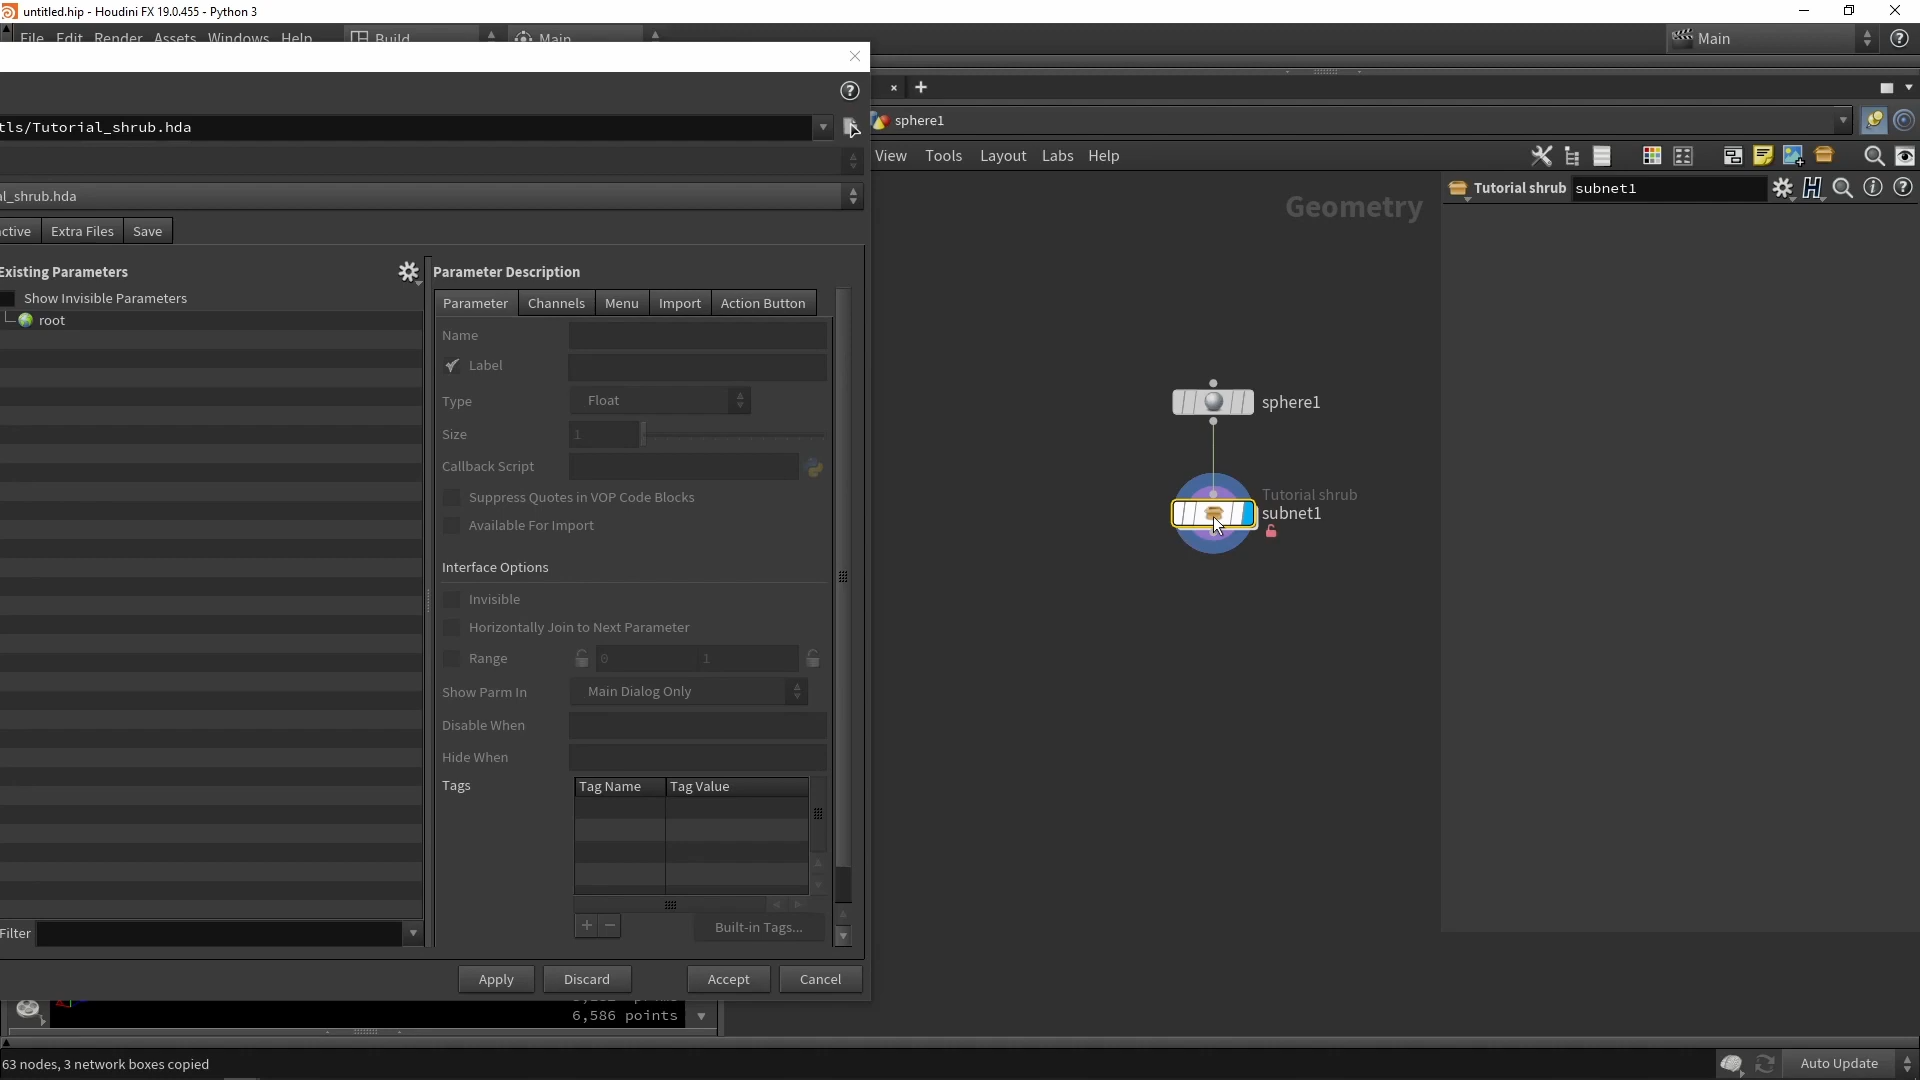 untitled.hip - Houdini FX 19.0.455 - Python 3
File Edit Render Assets Windows Help Build Main Main
tls/Tutorial_shrub.hda
sphere1
View Tools Layout Labs Help
al_shrub.hda
Tutorial shrub subnet1
Geometry
active Extra Files Save
Existing Parameters
Show Invisible Parameters
root
Filter
Parameter Description
Parameter Channels Menu Import Action Button
Name
Label
Type Float
Size 1
Callback Script
Suppress Quotes in VOP Code Blocks
Available For Import
Interface Options
Invisible
Horizontally Join to Next Parameter
Range 0 1
Show Parm In Main Dialog Only
Disable When
Hide When
Tags Tag Name Tag Value
+ − Built-in Tags...
Apply Discard Accept Cancel
sphere1
Tutorial shrub
subnet1
6,586 points
63 nodes, 3 network boxes copied
Auto Update